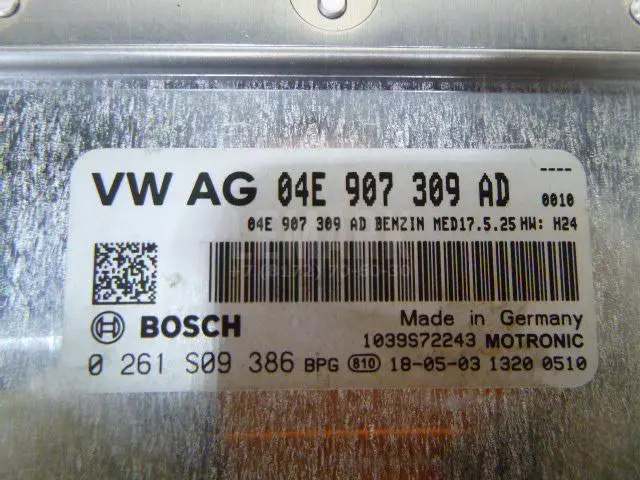 VW AG 04E 907 309 AD
----
0010
04E 907 309 AD BENZIN MED17.5.25 HW: H24
BOSCH
Made in Germany
1039S72243 MOTRONIC
0 261 S09 386 BPG 810 18-05-03 1320 0510